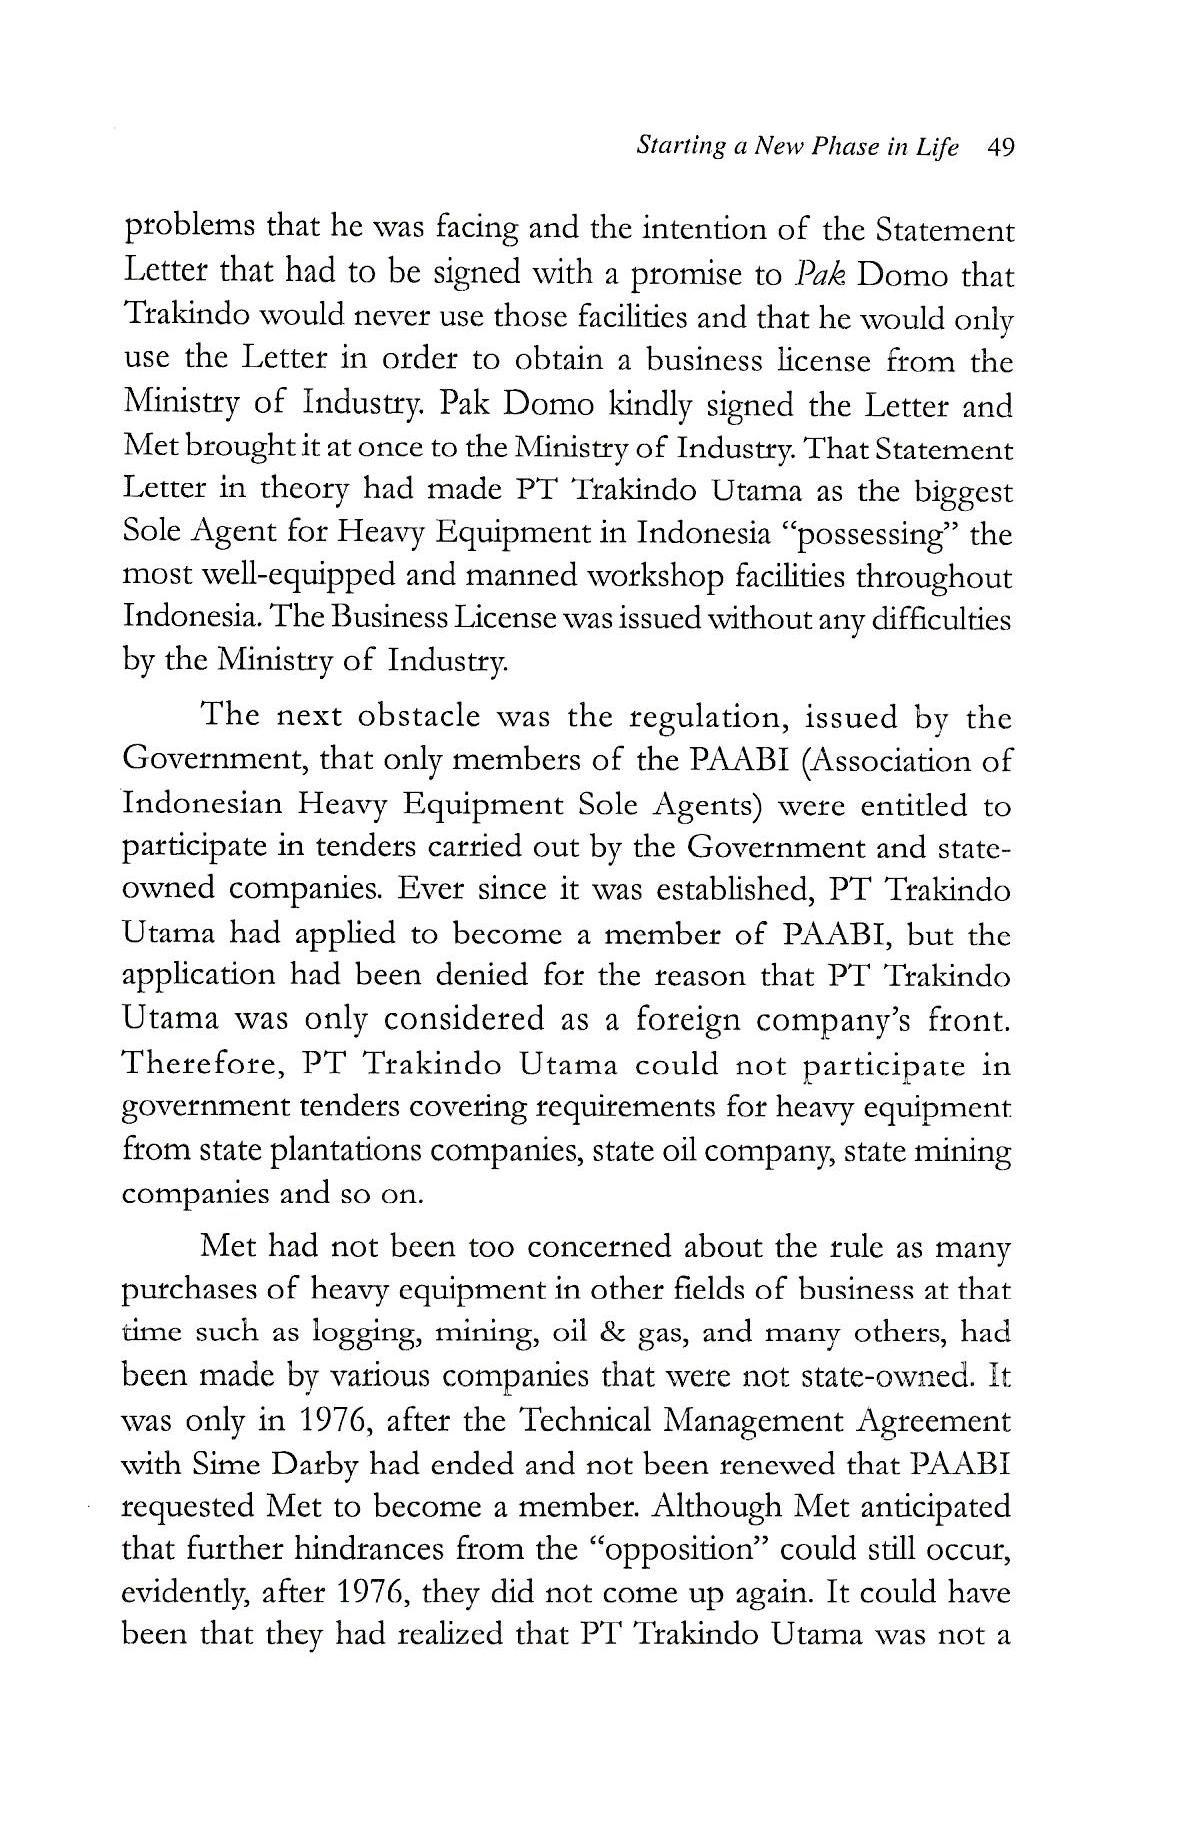 Starting a New Phase in Life 49
problems that he was facing and the intention of the Statement
Letter that had to be signed with a promise to Pak Domo that
Trakindo would never use those facilities and that he would only
use the Letter in order to obtain a business license from the
Ministry of Industry. Pak Domo kindly signed the Letter and
Met brought it at once to the Ministry of Industry. That Statement
Letter in theory had made PT Trakindo Utama as the biggest
Sole Agent for Heavy Equipment in Indonesia “possessing” the
most well-equipped and manned workshop facilities throughout
Indonesia. The Business License was issued without any difficulties
by the Ministry of Industry.
The next obstacle was the regulation, issued by the
Government, that only members of the PAABI (Association of
Indonesian Heavy Equipment Sole Agents) were entitled to
participate in tenders carried out by the Government and state-
owned companies. Ever since it was established, PT Trakindo
Utama had applied to become a member of PAABI, but the
application had been denied for the reason that PT Trakindo
Utama was only considered as a foreign company’s front.
Therefore, PT Trakindo Utama could not participate in
government tenders covering requirements for heavy equipment
from state plantations companies, state oil company, state mining
companies and so on.
Met had not been too concerned about the rule as many
purchases of heavy equipment in other fields of business at that
time such as logging, mining, oil & gas, and many others, had
been made by various companies that were not state-owned. It
was only in 1976, after the Technical Management Agreement
with Sime Darby had ended and not been renewed that PAABI
requested Met to become a member. Although Met anticipated
that further hindrances from the “opposition” could still occur,
evidently, after 1976, they did not come up again. It could have
been that they had realized that PT Trakindo Utama was not a